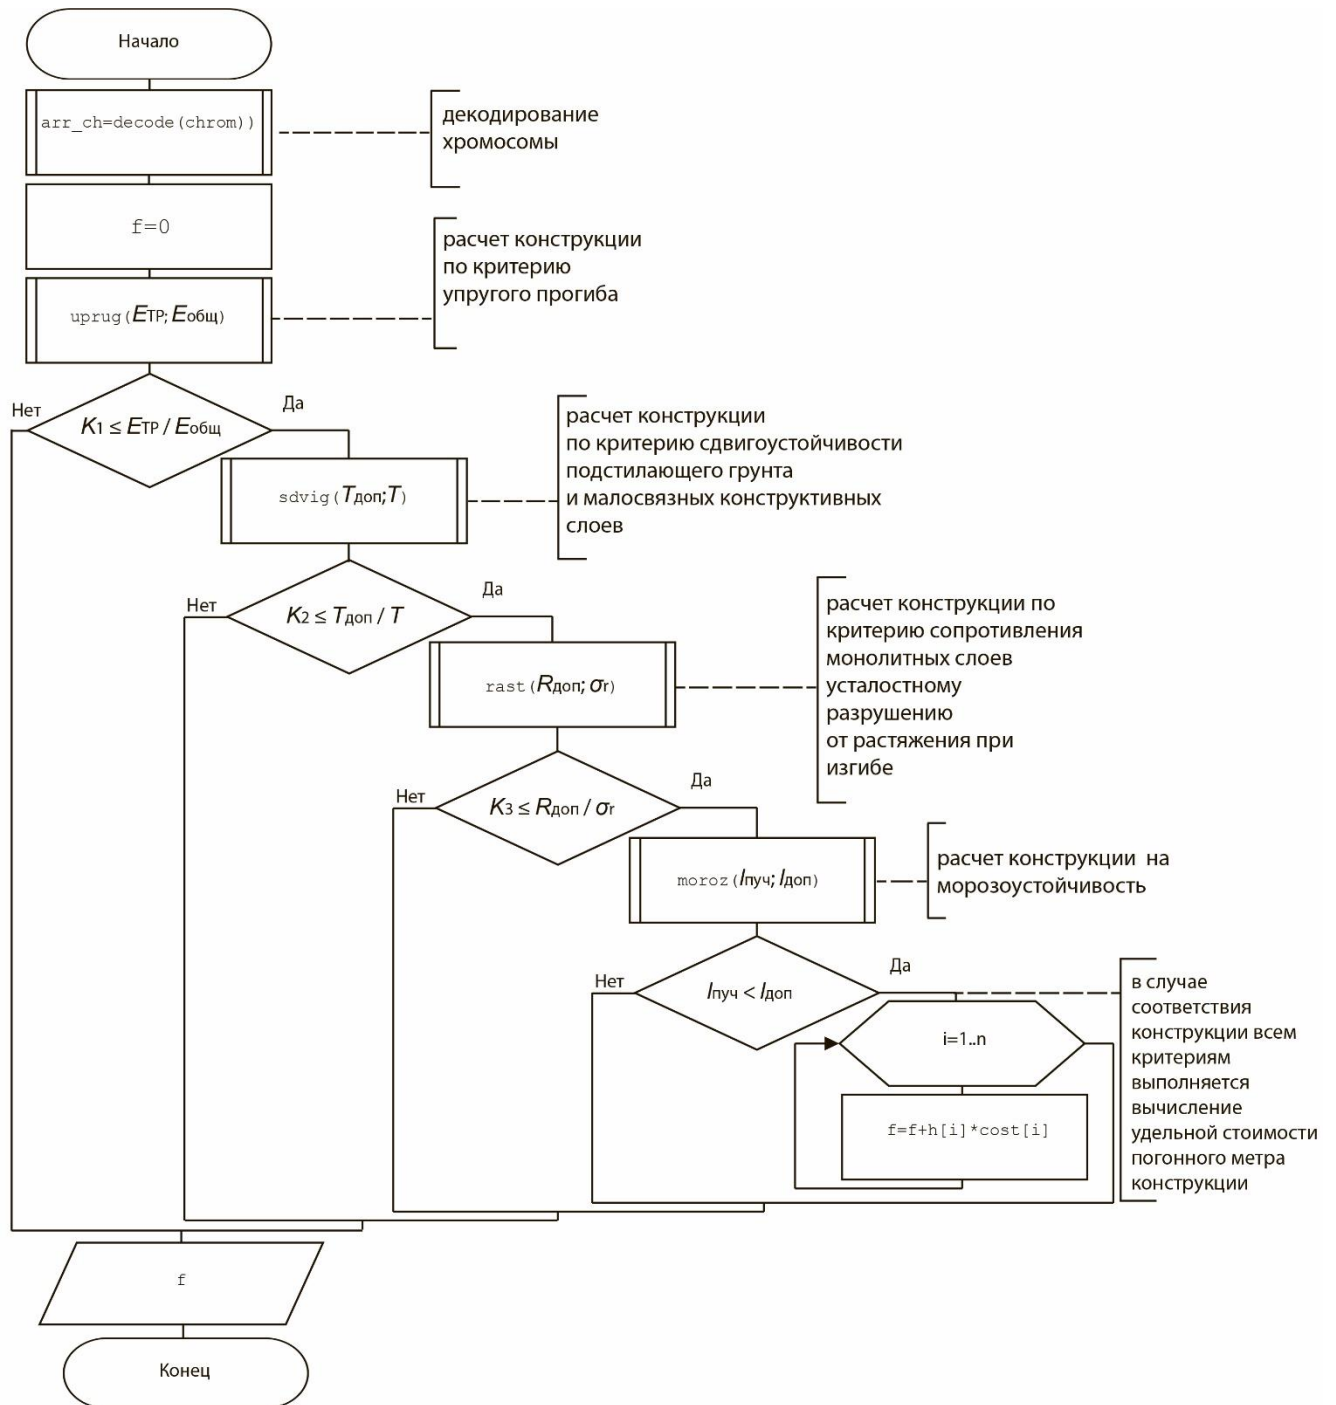 Начало
arr_ch=decode(chrom))
декодирование
хромосомы
f=0
расчет конструкции
по критерию
упругого прогиба
uprug(EТР; Eобщ)
Нет
Да
K1 ≤ EТР / Eобщ
расчет конструкции
по критерию сдвигоустойчивости
подстилающего грунта
и малосвязных конструктивных
слоев
sdvig(Tдоп;T)
Нет
Да
K2 ≤ Tдоп / T
расчет конструкции по
критерию сопротивления
монолитных слоев
усталостному
разрушению
от растяжения при
изгибе
rast(Rдоп; σr)
Нет
Да
K3 ≤ Rдоп / σr
расчет конструкции на
морозоустойчивость
moroz(lпуч; lдоп)
Нет
Да
lпуч < lдоп
в случае
соответствия
конструкции всем
критериям
выполняется
вычисление
удельной стоимости
погонного метра
конструкции
i=1..n
f=f+h[i]*cost[i]
f
Конец